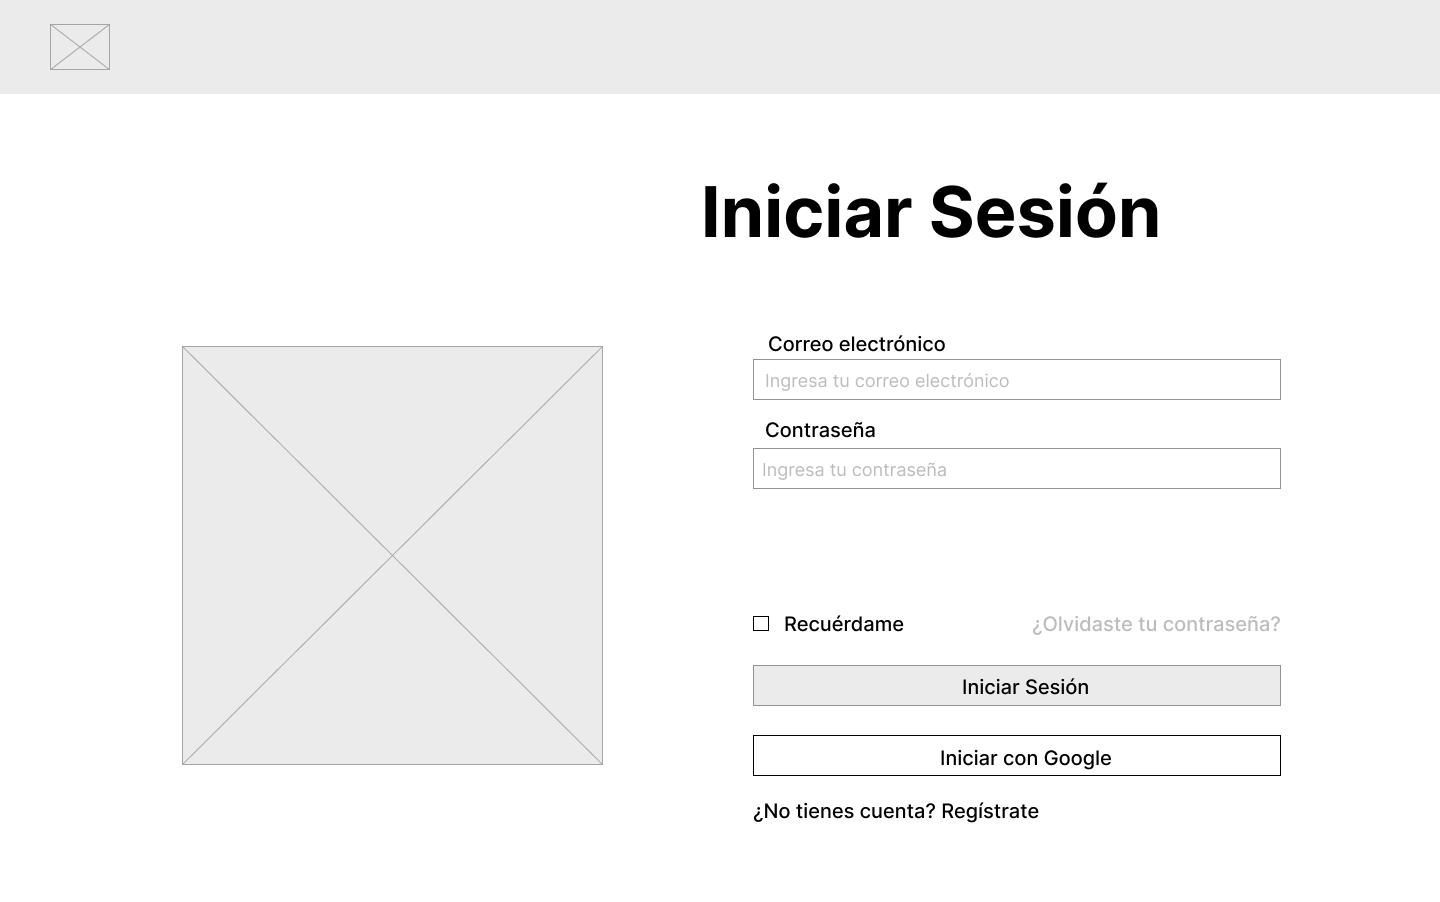 Iniciar Sesión
Correo electrónico
Ingresa tu correo electrónico
Contraseña
Ingresa tu contraseña
Recuérdame
¿Olvidaste tu contraseña?
Iniciar Sesión
Iniciar con Google
¿No tienes cuenta? Regístrate